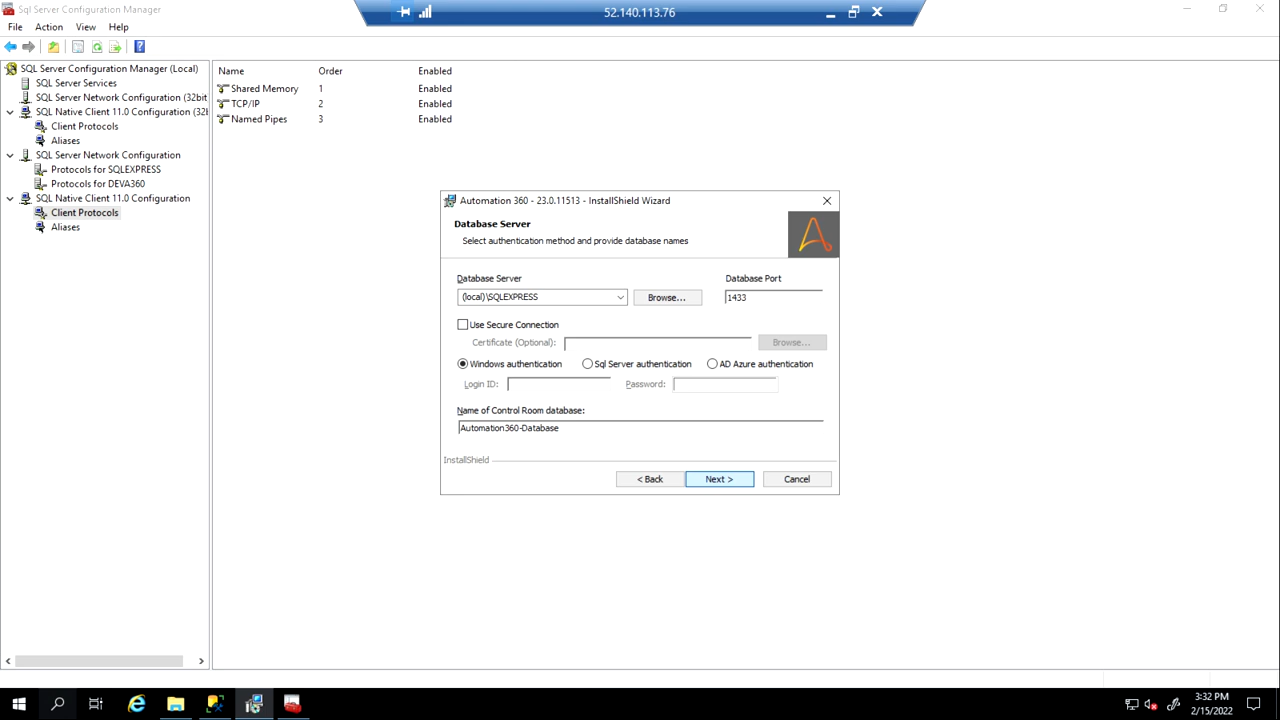 Sql Server Configuration Manager
52.140.113.76
File Action View Help
SQL Server Configuration Manager (Local)
SQL Server Services
SQL Server Network Configuration (32bit
SQL Native Client 11.0 Configuration (32b
Client Protocols
Aliases
SQL Server Network Configuration
Protocols for SQLEXPRESS
Protocols for DEVA360
SQL Native Client 11.0 Configuration
Client Protocols
Aliases
Name Order Enabled
Shared Memory 1 Enabled
TCP/IP 2 Enabled
Named Pipes 3 Enabled
Automation 360 - 23.0.11513 - InstallShield Wizard
Database Server
Select authentication method and provide database names
Database Server Database Port
(local)\SQLEXPRESS Browse... 1433
Use Secure Connection
Certificate (Optional): Browse...
Windows authentication Sql Server authentication AD Azure authentication
Login ID: Password:
Name of Control Room database:
Automation360-Database
InstallShield
< Back Next > Cancel
3:32 PM
2/15/2022